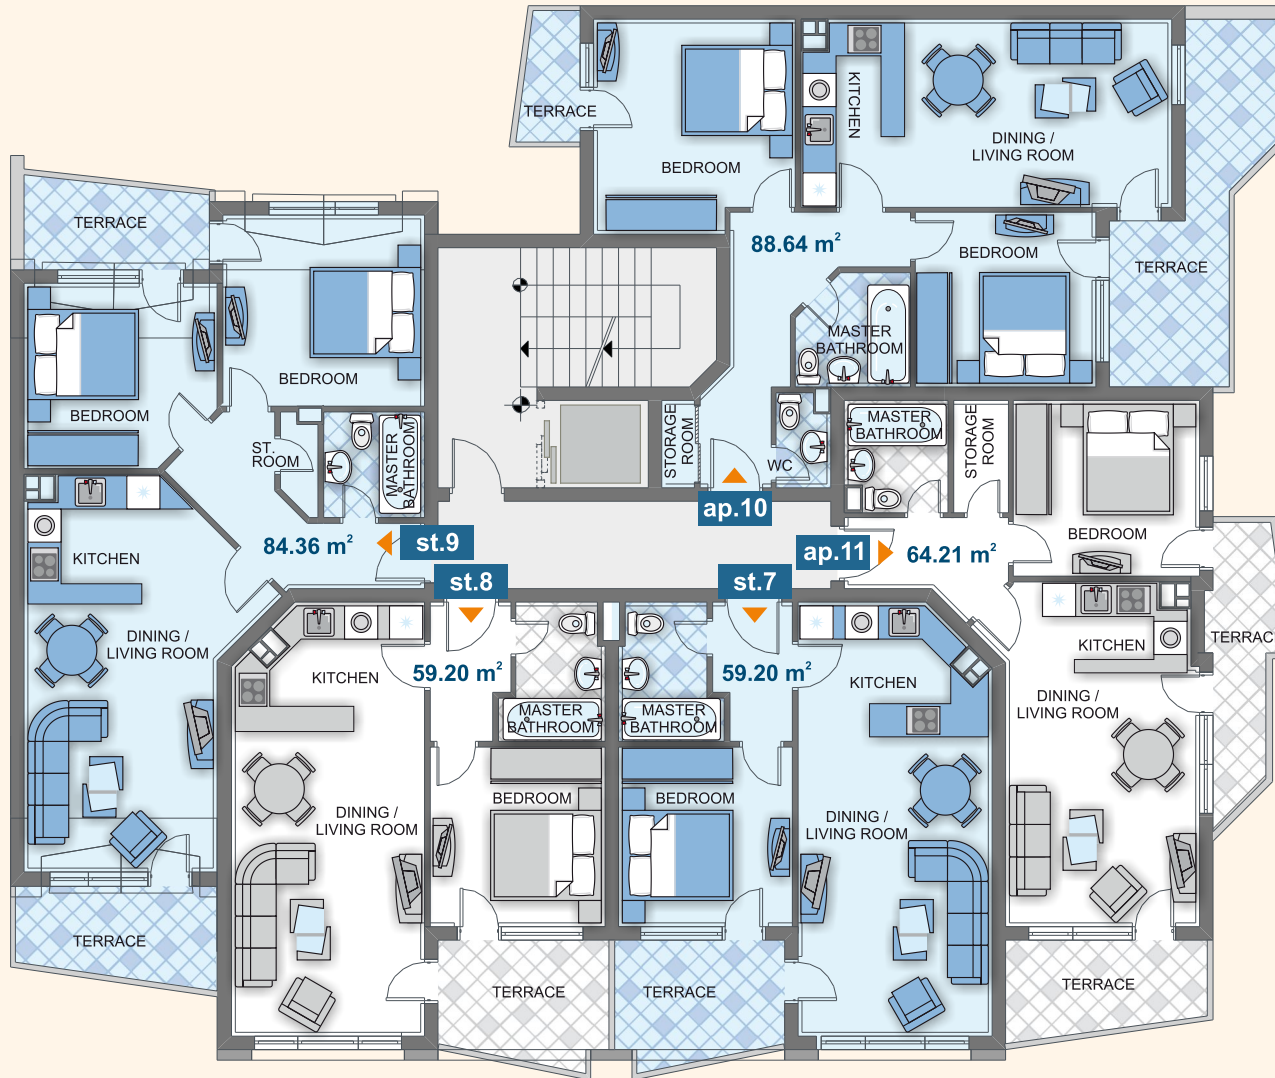 TERRACE
BEDROOM
KITCHEN
DINING /
LIVING ROOM
88.64 m²
BEDROOM
TERRACE
MASTER
BATHROOM
STORAGE
ROOM
WC
ap.10
TERRACE
BEDROOM
BEDROOM
ST.
ROOM
MASTER
BATHROOM
84.36 m²
st.9
KITCHEN
DINING /
LIVING ROOM
TERRACE
st.8
59.20 m²
KITCHEN
MASTER
BATHROOM
DINING /
LIVING ROOM
BEDROOM
TERRACE
st.7
59.20 m²
KITCHEN
MASTER
BATHROOM
BEDROOM
DINING /
LIVING ROOM
TERRACE
ap.11
64.21 m²
MASTER
BATHROOM
STORAGE
ROOM
BEDROOM
KITCHEN
TERRAC
DINING /
LIVING ROOM
TERRACE